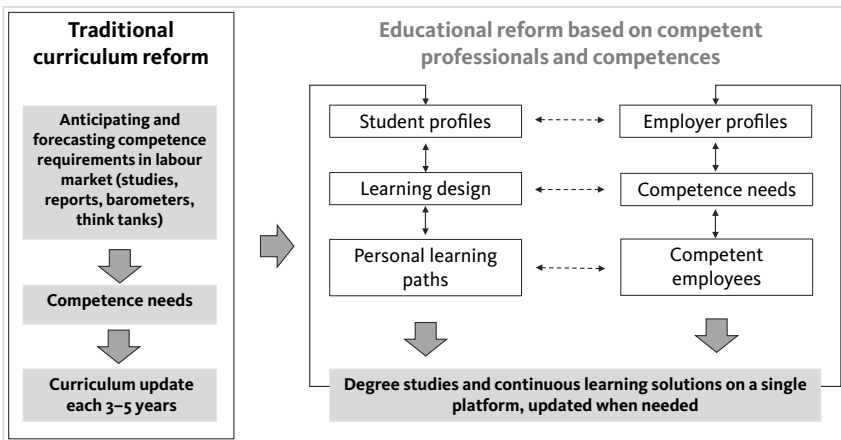 Traditional
curriculum reform
Anticipating and
forecasting competence
requirements in labour
market (studies,
reports, barometers,
think tanks)
Competence needs
Curriculum update
each 3–5 years
Educational reform based on competent
professionals and competences
Student profiles
Employer profiles
Learning design
Competence needs
Personal learning
paths
Competent
employees
Degree studies and continuous learning solutions on a single
platform, updated when needed